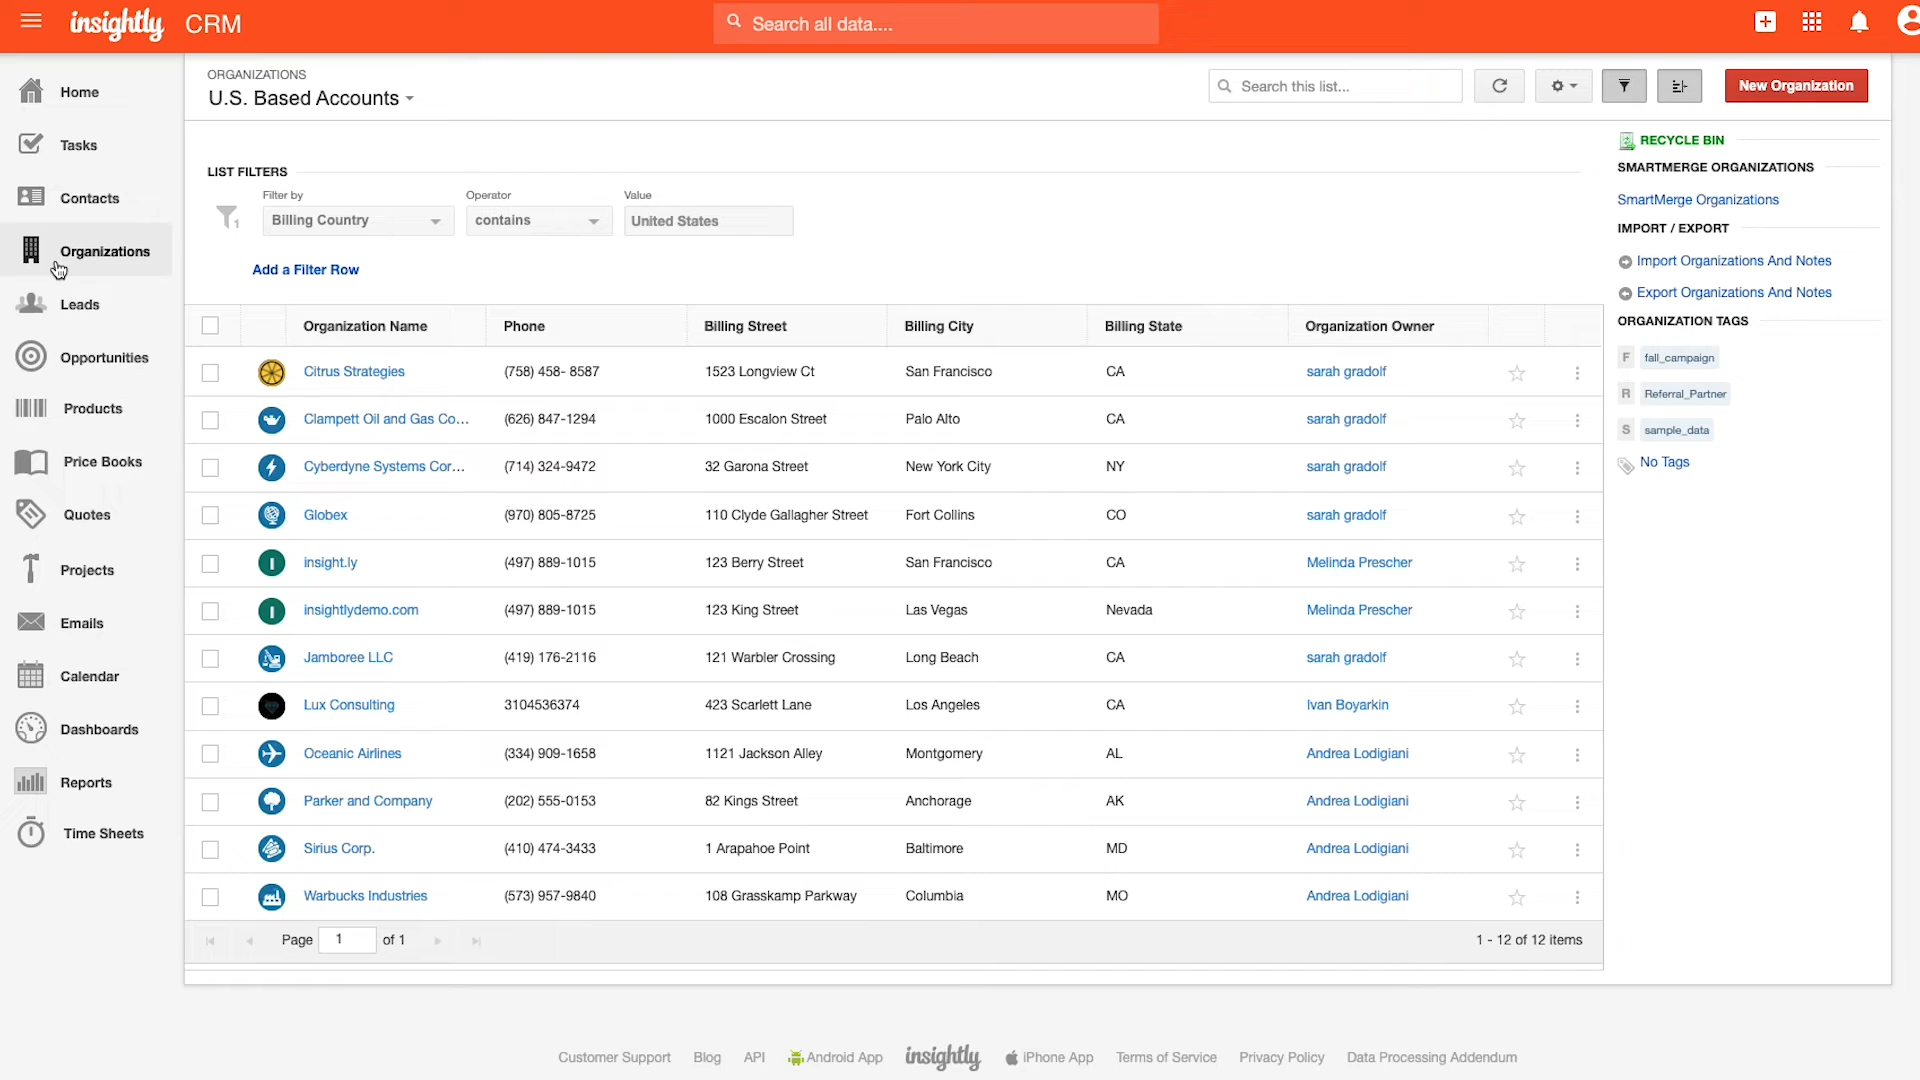 insightly CRM
Search all data....
Home
Tasks
Contacts
Organizations
Leads
Opportunities
Products
Price Books
Quotes
Projects
Emails
Calendar
Dashboards
Reports
Time Sheets
ORGANIZATIONS
U.S. Based Accounts
Search this list...
New Organization
LIST FILTERS
Filter by Operator Value
1 Billing Country contains United States
Add a Filter Row
Organization Name Phone Billing Street Billing City Billing State Organization Owner
Citrus Strategies (758) 458- 8587 1523 Longview Ct San Francisco CA sarah gradolf
Clampett Oil and Gas Co... (626) 847-1294 1000 Escalon Street Palo Alto CA sarah gradolf
Cyberdyne Systems Cor... (714) 324-9472 32 Garona Street New York City NY sarah gradolf
Globex (970) 805-8725 110 Clyde Gallagher Street Fort Collins CO sarah gradolf
I insight.ly (497) 889-1015 123 Berry Street San Francisco CA Melinda Prescher
I insightlydemo.com (497) 889-1015 123 King Street Las Vegas Nevada Melinda Prescher
Jamboree LLC (419) 176-2116 121 Warbler Crossing Long Beach CA sarah gradolf
Lux Consulting 3104536374 423 Scarlett Lane Los Angeles CA Ivan Boyarkin
Oceanic Airlines (334) 909-1658 1121 Jackson Alley Montgomery AL Andrea Lodigiani
Parker and Company (202) 555-0153 82 Kings Street Anchorage AK Andrea Lodigiani
Sirius Corp. (410) 474-3433 1 Arapahoe Point Baltimore MD Andrea Lodigiani
Warbucks Industries (573) 957-9840 108 Grasskamp Parkway Columbia MO Andrea Lodigiani
Page 1 of 1 1 - 12 of 12 items
RECYCLE BIN
SMARTMERGE ORGANIZATIONS
SmartMerge Organizations
IMPORT / EXPORT
Import Organizations And Notes
Export Organizations And Notes
ORGANIZATION TAGS
F fall_campaign
R Referral_Partner
S sample_data
No Tags
Customer Support Blog API Android App insightly iPhone App Terms of Service Privacy Policy Data Processing Addendum